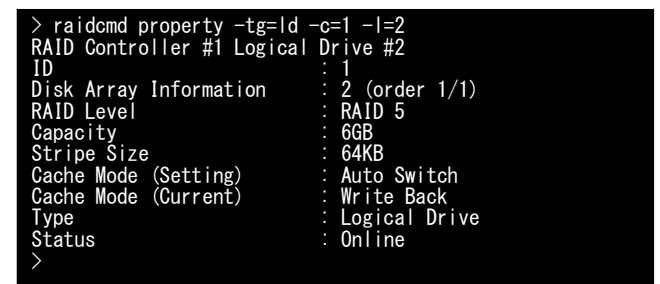 > raidcmd property -tg=ld -c=1 -l=2
RAID Controller #1 Logical Drive #2
ID : 1
Disk Array Information : 2 (order 1/1)
RAID Level : RAID 5
Capacity : 6GB
Stripe Size : 64KB
Cache Mode (Setting) : Auto Switch
Cache Mode (Current) : Write Back
Type : Logical Drive
Status : Online
>